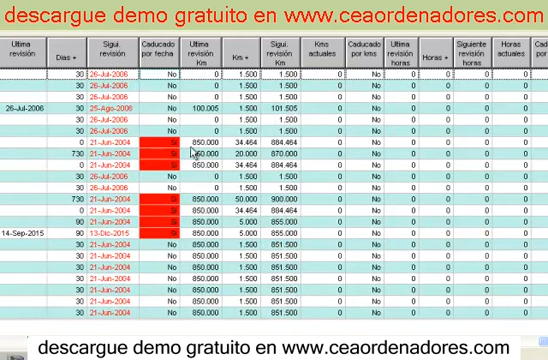 descargue demo gratuito en www.ceaordenadores.com
Ultima revisión Dias + Sigui. revisión Caducado por fecha Ultima revisión Km Km + Sigui. revisión Km Kms actuales Caducado por kms Ultima revisión horas Horas + Siguiente revisión horas Horas actuales Cad por
30 26-Jul-2006 No 0 1.500 1.500 0 No 0 0 0 0
30 26-Jul-2006 No 0 1.500 1.500 0 No 0 0 0 0
30 26-Jul-2006 No 0 1.500 1.500 0 No 0 0 0 0
26-Jul-2006 30 25-Ago-2006 No 100.005 1.500 101.505 0 No 0 0 0 0
30 26-Jul-2006 No 0 1.500 1.500 0 No 0 0 0 0
30 26-Jul-2006 No 0 1.500 1.500 0 No 0 0 0 0
0 21-Jun-2004 Si 850.000 34.464 884.464 0 No 0 0 0 0
730 21-Jun-2004 Si 20.000 870.000 0 No 0 0 0 0
0 21-Jun-2004 Si 850.000 34.464 884.464 0 No 0 0 0 0
30 26-Jul-2006 No 0 1.500 1.500 0 No 0 0 0 0
30 26-Jul-2006 No 0 1.500 1.500 0 No 0 0 0 0
730 21-Jun-2004 Si 850.000 50.000 900.000 0 No 0 0 0 0
0 21-Jun-2004 Si 850.000 34.464 884.464 0 No 0 0 0 0
90 21-Jun-2004 Si 850.000 5.000 855.000 0 No 0 0 0 0
14-Sep-2015 90 13-Dic-2015 Si 850.000 5.000 855.000 0 No 0 0 0 0
30 21-Jun-2004 No 850.000 1.500 851.500 0 No 0 0 0 0
30 21-Jun-2004 No 850.000 1.500 851.500 0 No 0 0 0 0
30 21-Jun-2004 No 850.000 1.500 851.500 0 No 0 0 0 0
30 21-Jun-2004 No 850.000 1.500 851.500 0 No 0 0 0 0
30 21-Jun-2004 No 850.000 1.500 851.500 0 No 0 0 0 0
30 21-Jun-2004 No 850.000 1.500 851.500 0 No 0 0 0 0
30 21-Jun-2004 No 850.000 1.500 851.500 0 No 0 0 0 0
descargue demo gratuito en www.ceaordenadores.com